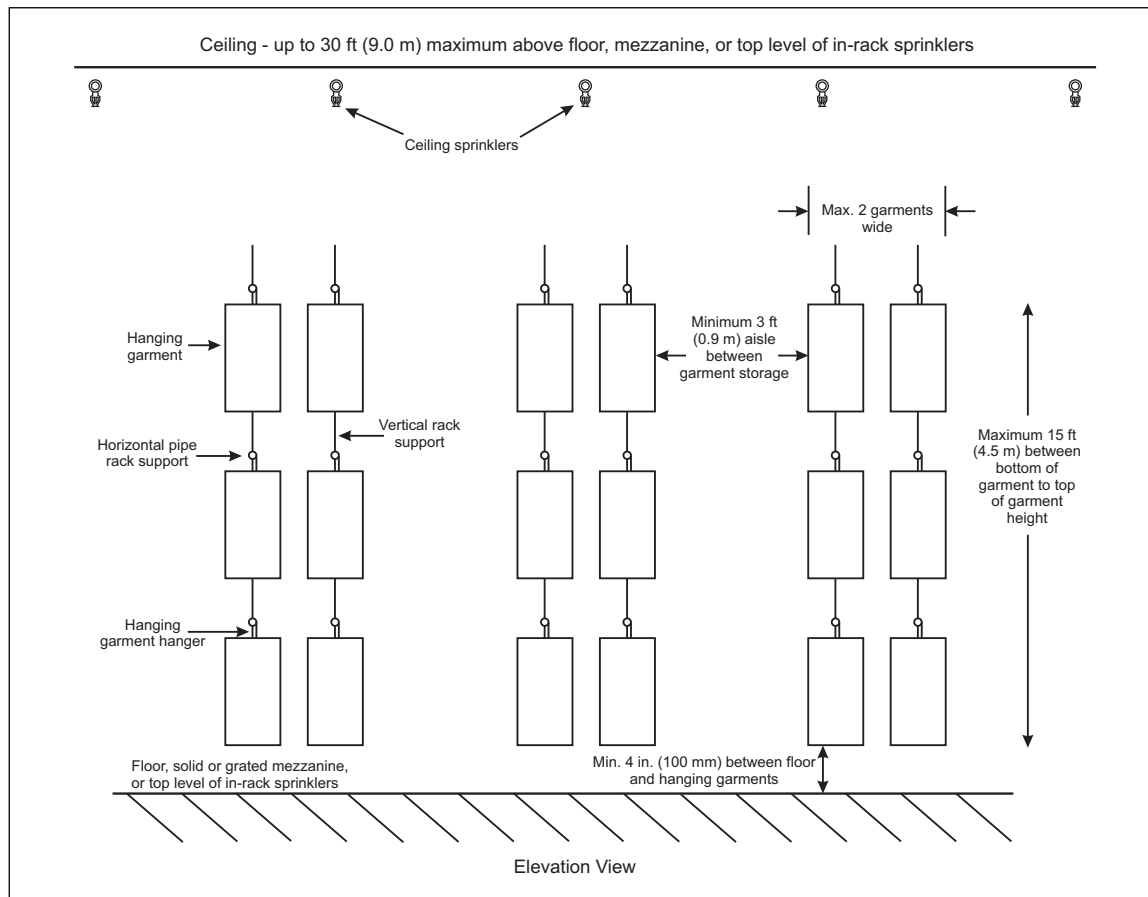 Ceiling - up to 30 ft (9.0 m) maximum above floor, mezzanine, or top level of in-rack sprinklers
Ceiling sprinklers
Max. 2 garments
wide
Hanging
garment
Minimum 3 ft
(0.9 m) aisle
between
garment storage
Horizontal pipe
rack support
Vertical rack
support
Maximum 15 ft
(4.5 m) between
bottom of
garment to top
of garment
height
Hanging
garment hanger
Floor, solid or grated mezzanine,
or top level of in-rack sprinklers
Min. 4 in. (100 mm) between floor
and hanging garments
Elevation View